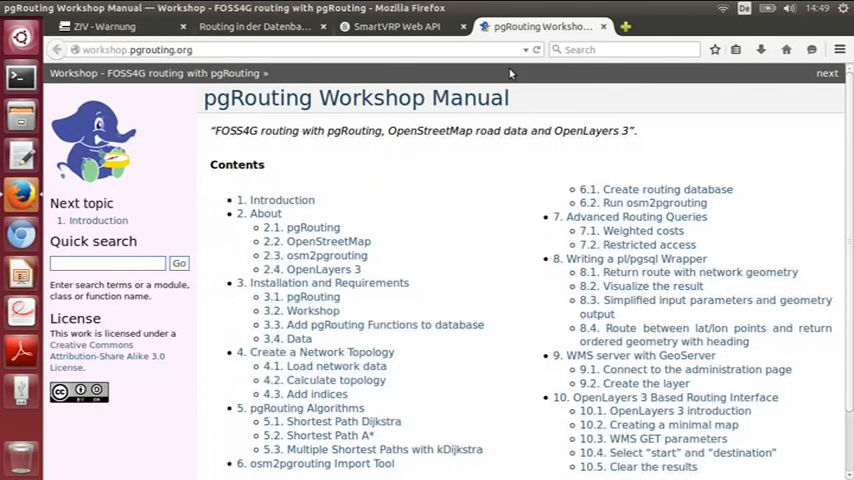 pgRouting Workshop Manual — Workshop - FOSS4G routing with pgRouting - Mozilla Firefox
De
14:49
ZIV - Warnung
Routing in der Datenba...
SmartVRP Web API
pgRouting Worksho...
workshop.pgrouting.org
Search
Workshop - FOSS4G routing with pgRouting »
next
pgRouting Workshop Manual
“FOSS4G routing with pgRouting, OpenStreetMap road data and OpenLayers 3”.
Contents
1. Introduction
2. About
2.1. pgRouting
2.2. OpenStreetMap
2.3. osm2pgrouting
2.4. OpenLayers 3
3. Installation and Requirements
3.1. pgRouting
3.2. Workshop
3.3. Add pgRouting Functions to database
3.4. Data
4. Create a Network Topology
4.1. Load network data
4.2. Calculate topology
4.3. Add indices
5. pgRouting Algorithms
5.1. Shortest Path Dijkstra
5.2. Shortest Path A*
5.3. Multiple Shortest Paths with kDijkstra
6. osm2pgrouting Import Tool
6.1. Create routing database
6.2. Run osm2pgrouting
7. Advanced Routing Queries
7.1. Weighted costs
7.2. Restricted access
8. Writing a pl/pgsql Wrapper
8.1. Return route with network geometry
8.2. Visualize the result
8.3. Simplified input parameters and geometry
output
8.4. Route between lat/lon points and return
ordered geometry with heading
9. WMS server with GeoServer
9.1. Connect to the administration page
9.2. Create the layer
10. OpenLayers 3 Based Routing Interface
10.1. OpenLayers 3 introduction
10.2. Creating a minimal map
10.3. WMS GET parameters
10.4. Select “start” and “destination”
10.5. Clear the results
Next topic
1. Introduction
Quick search
Go
Enter search terms or a module,
class or function name.
License
This work is licensed under a
Creative Commons
Attribution-Share Alike 3.0
License.
cc
BY SA